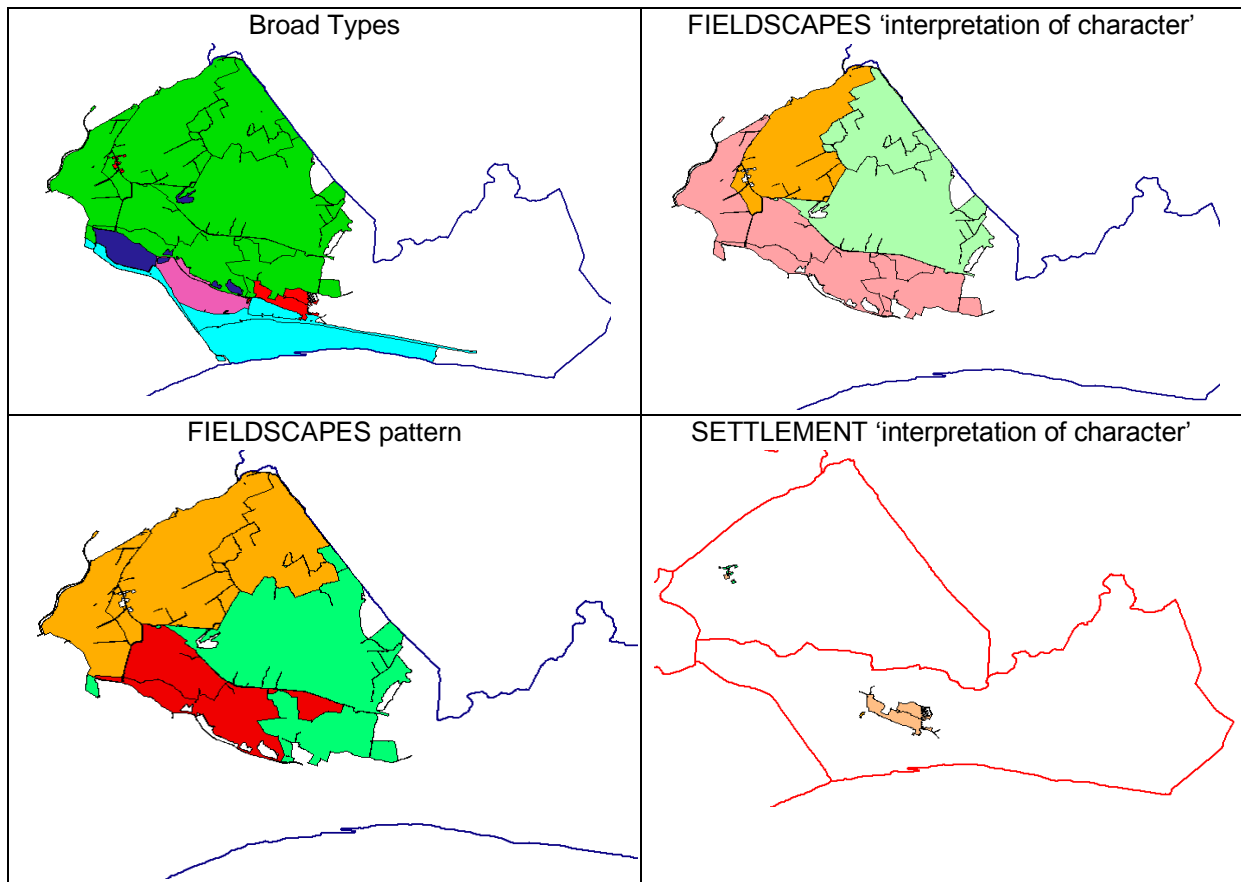 Broad Types
FIELDSCAPES ‘interpretation of character’
FIELDSCAPES pattern
SETTLEMENT ‘interpretation of character’